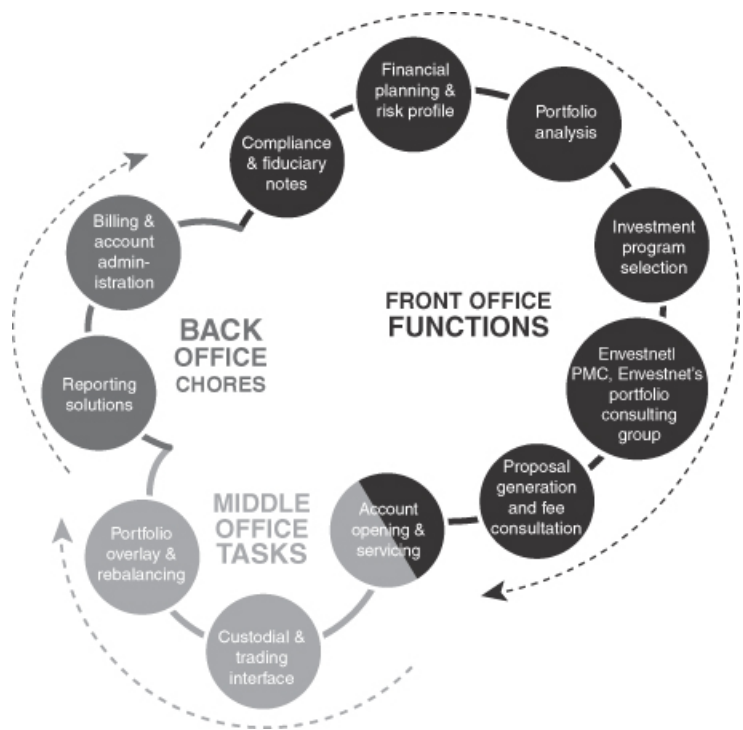 Financial
planning &
risk profile
Portfolio
analysis
Investment
program
selection
Envestnetl
PMC, Envestnet's
portfolio
consulting
group
Proposal
generation
and fee
consultation
Account
opening &
servicing
Custodial &
trading
interface
Portfolio
overlay &
rebalancing
Reporting
solutions
Billing &
account
admin-
istration
Compliance
& fiduciary
notes
FRONT OFFICE
FUNCTIONS
BACK
OFFICE
CHORES
MIDDLE
OFFICE
TASKS